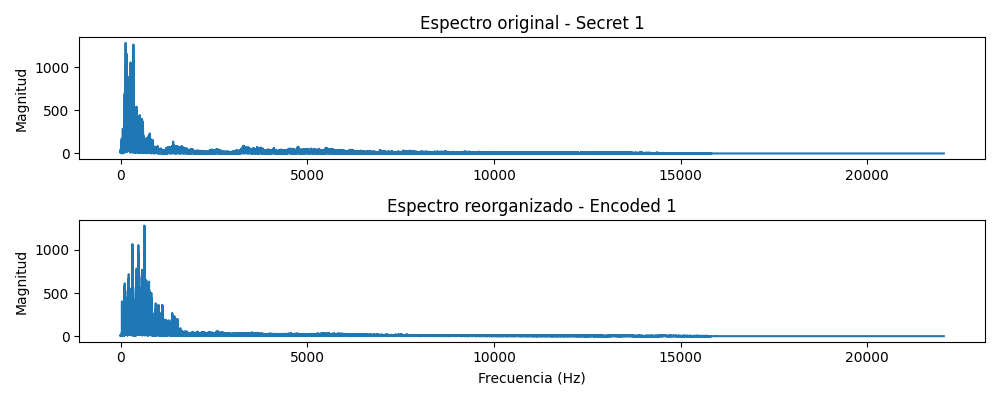 Espectro original - Secret 1
Magnitud
1000
500
0
0 5000 10000 15000 20000
Espectro reorganizado - Encoded 1
Magnitud
1000
500
0
0 5000 10000 15000 20000
Frecuencia (Hz)